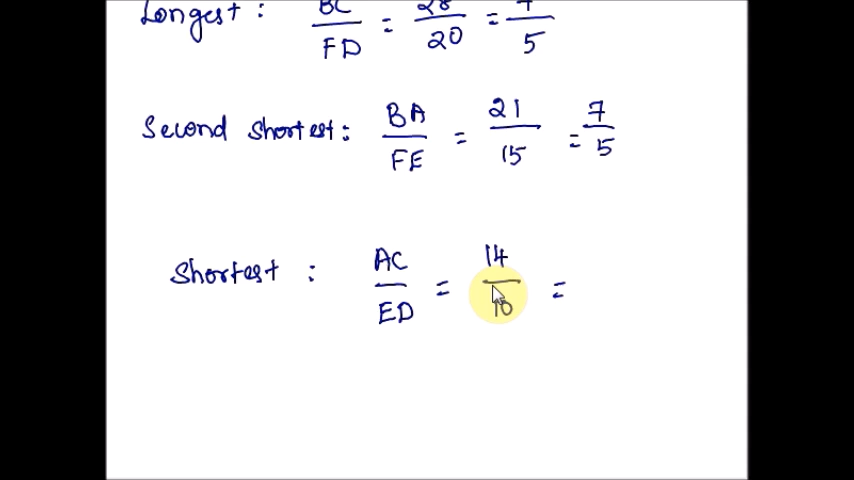 Longest : BC/FD = 28/20 = 7/5
Second shortest : BA/FE = 21/15 = 7/5
Shortest : AC/ED = 14/10 =